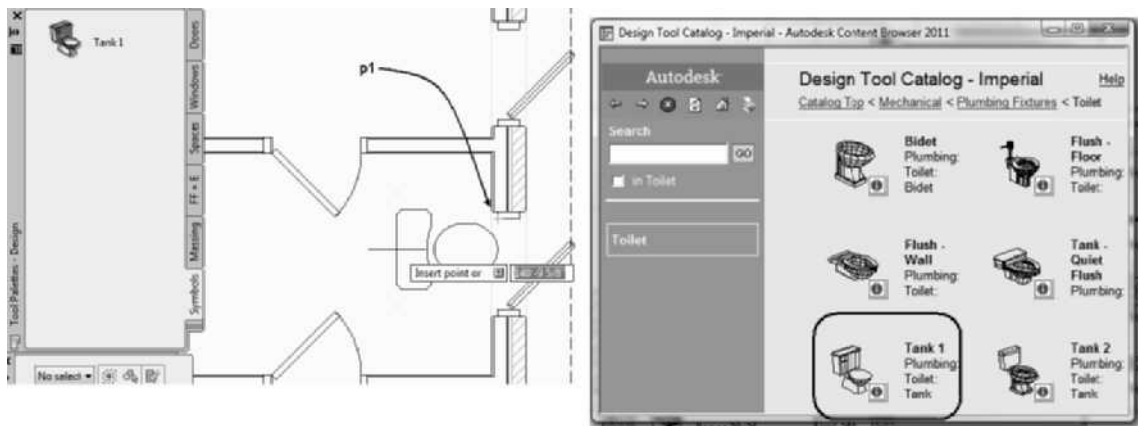 Tank 1
Doors
Windows
Spaces
FF + E
Massing
Symbols
Tool Palettes - Design
No select
p1
Insert point or
Design Tool Catalog - Imperial - Autodesk Content Browser 2011
Autodesk
Search
GO
in Toilet
Toilet
Design Tool Catalog - Imperial
Help
Catalog Top < Mechanical < Plumbing Fixtures < Toilet
Bidet
Plumbing:
Toilet:
Bidet
Flush -
Floor
Plumbing:
Toilet:
Flush -
Wall
Plumbing:
Toilet:
Tank -
Quiet
Flush
Plumbing:
Tank 1
Plumbing:
Toilet:
Tank
Tank 2
Plumbing:
Toilet:
Tank